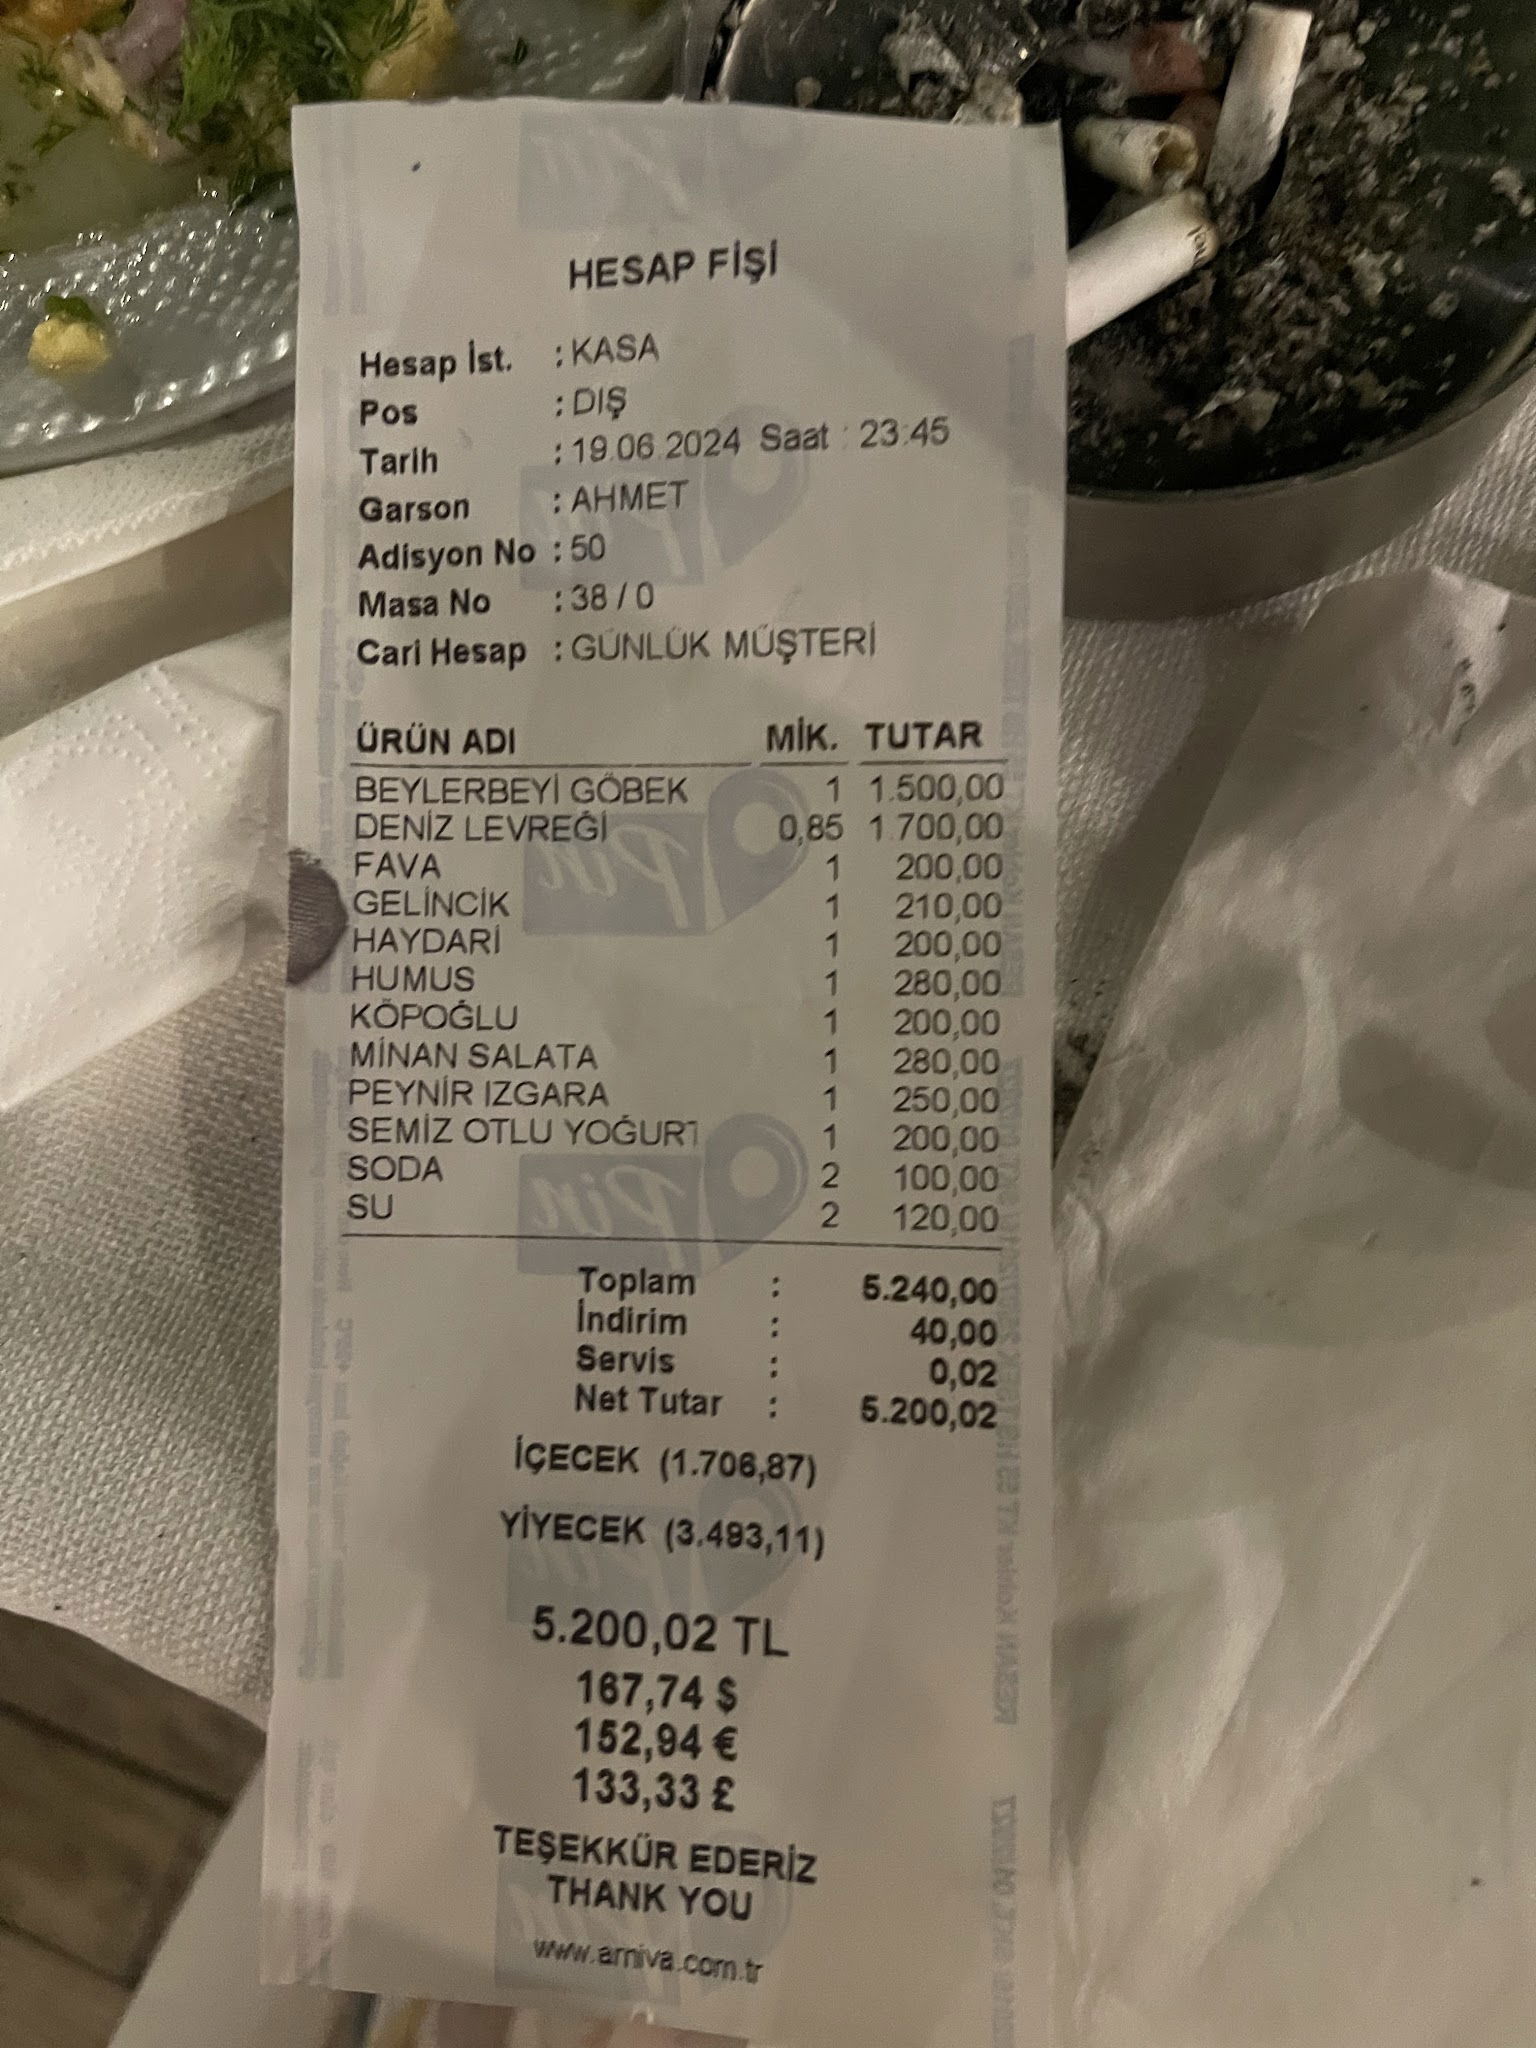 HESAP FİŞİ
Hesap İst. : KASA
Pos : DIŞ
Tarih : 19.06.2024 Saat : 23:45
Garson : AHMET
Adisyon No : 50
Masa No : 38 / 0
Cari Hesap : GÜNLÜK MÜŞTERİ
ÜRÜN ADI MİK. TUTAR
BEYLERBEYİ GÖBEK 1 1.500,00
DENİZ LEVREĞİ 0,85 1.700,00
FAVA 1 200,00
GELİNCİK 1 210,00
HAYDARİ 1 200,00
HUMUS 1 280,00
KÖPOĞLU 1 200,00
MİNAN SALATA 1 280,00
PEYNİR IZGARA 1 250,00
SEMİZ OTLU YOĞURT 1 200,00
SODA 2 100,00
SU 2 120,00
Toplam : 5.240,00
İndirim : 40,00
Servis : 0,02
Net Tutar : 5.200,02
İÇECEK (1.706,87)
YİYECEK (3.493,11)
5.200,02 TL
167,74 $
152,94 €
133,33 £
TEŞEKKÜR EDERİZ
THANK YOU
www.arniva.com.tr
Pin
Pin
Pin